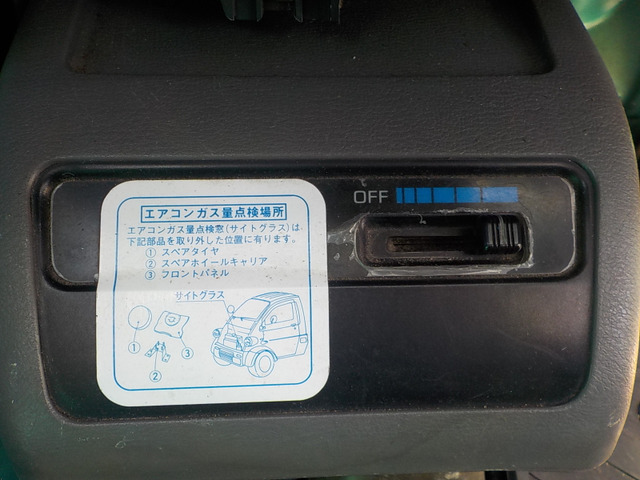 エアコンガス量点検場所
エアコンガス量点検窓(サイトグラス)は、
下記部品を取り外した位置に有ります。
① スペアタイヤ
② スペアホイールキャリア
③ フロントパネル
サイトグラス
①
②
③
OFF